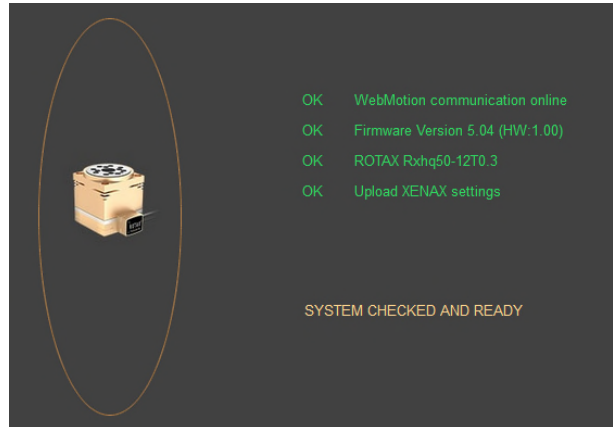 OK WebMotion communication online
OK Firmware Version 5.04 (HW:1.00)
OK ROTAX Rxhq50-12T0.3
OK Upload XENAX settings
SYSTEM CHECKED AND READY